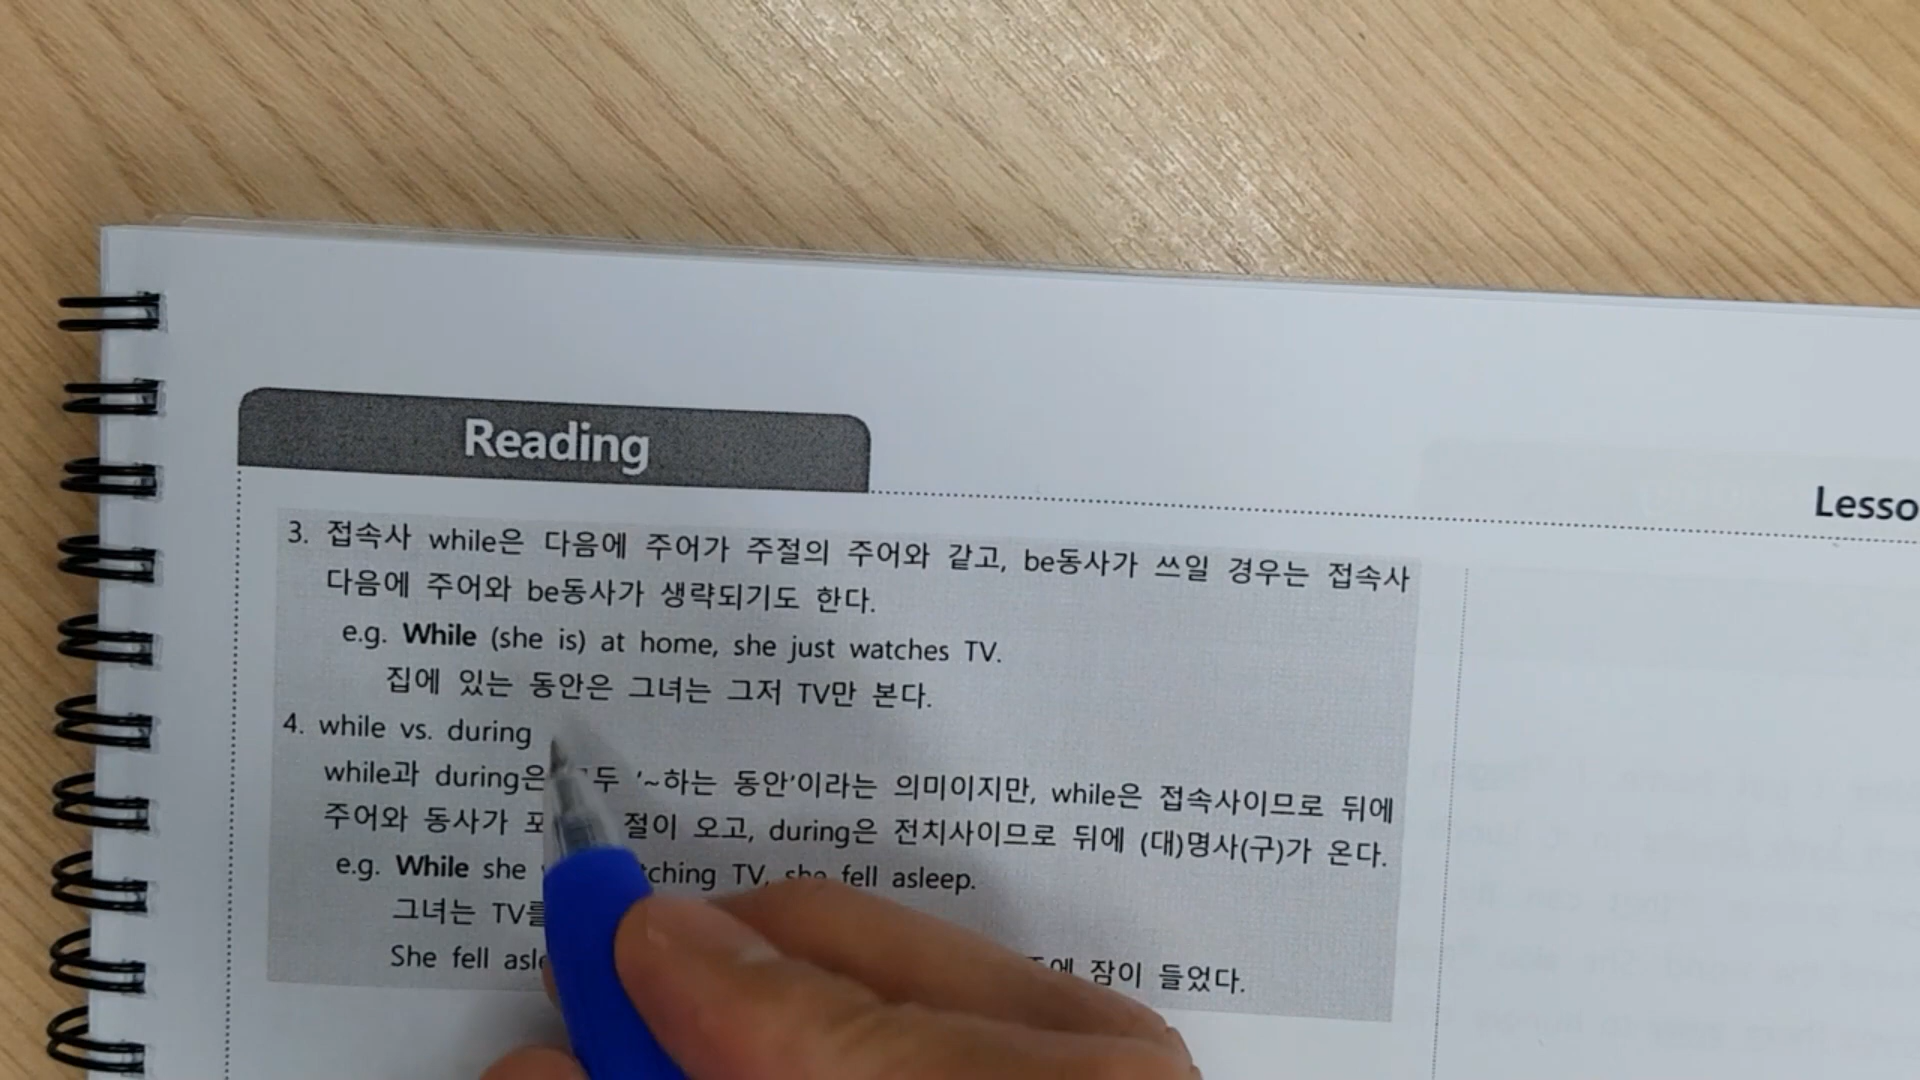 Reading
Lesso
3. 접속사 while은 다음에 주어가 주절의 주어와 같고, be동사가 쓰일 경우는 접속사
다음에 주어와 be동사가 생략되기도 한다.
e.g. While (she is) at home, she just watches TV.
집에 있는 동안은 그녀는 그저 TV만 본다.
4. while vs. during
while과 during은 두 '~하는 동안'이라는 의미이지만, while은 접속사이므로 뒤에
주어와 동사가 포 절이 오고, during은 전치사이므로 뒤에 (대)명사(구)가 온다.
e.g. While she tching TV, she fell asleep.
그녀는 TV를
She fell asle 잠이 들었다.